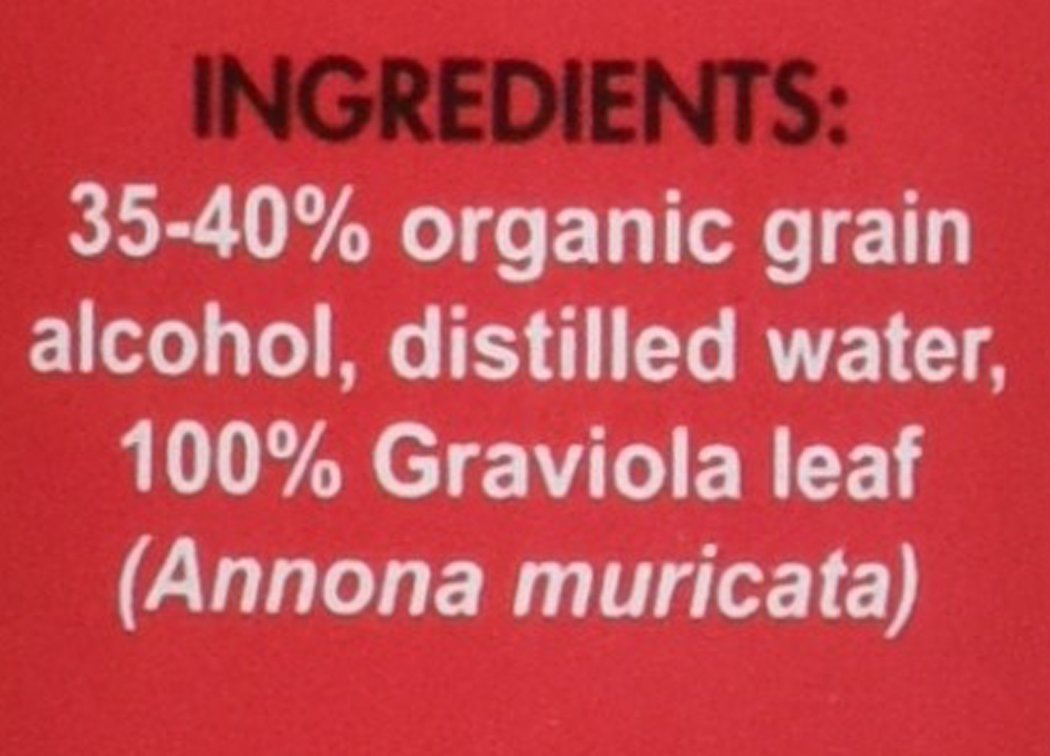 INGREDIENTS:
35-40% organic grain
alcohol, distilled water,
100% Graviola leaf
(Annona muricata)